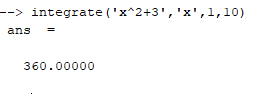 --> integrate('x^2+3','x',1,10)
ans  =
360.00000